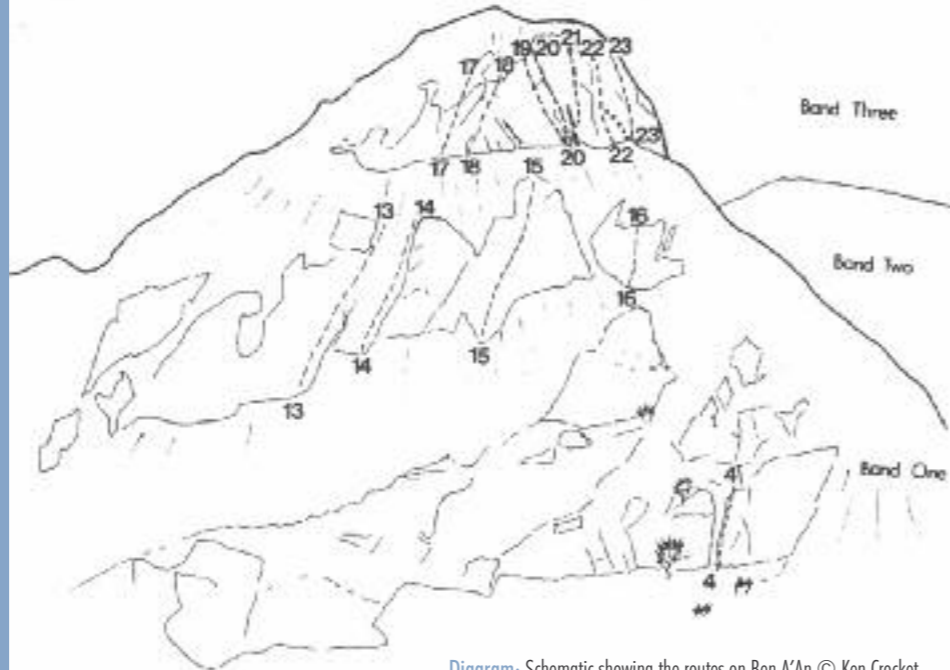 21
19 20 22 23
17 18
Band Three
23
17 18 15 20 22
13 14 16
Band Two
16
14 15
13
Band One
4
4
Diagram: Schematic showing the routes on Ben A'An © Ken Crocket